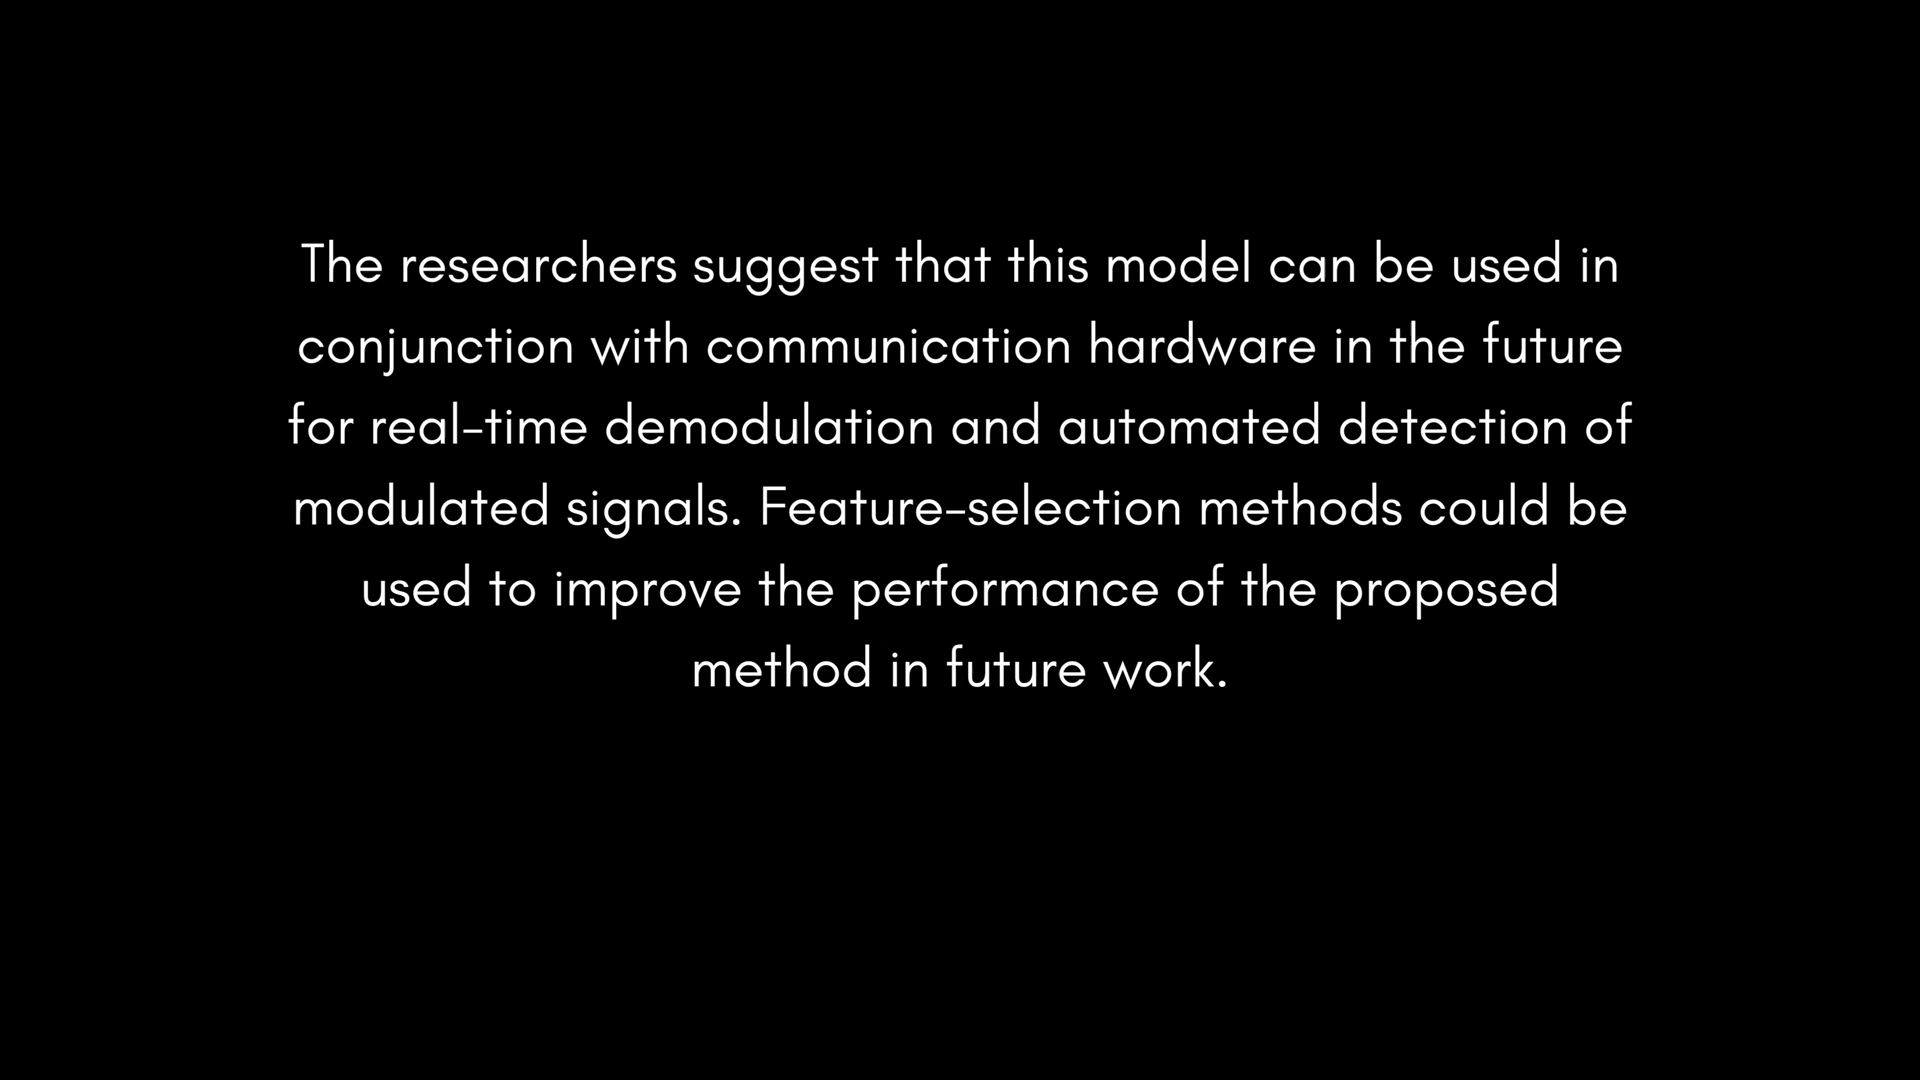 The researchers suggest that this model can be used in
conjunction with communication hardware in the future
for real-time demodulation and automated detection of
modulated signals. Feature-selection methods could be
used to improve the performance of the proposed
method in future work.